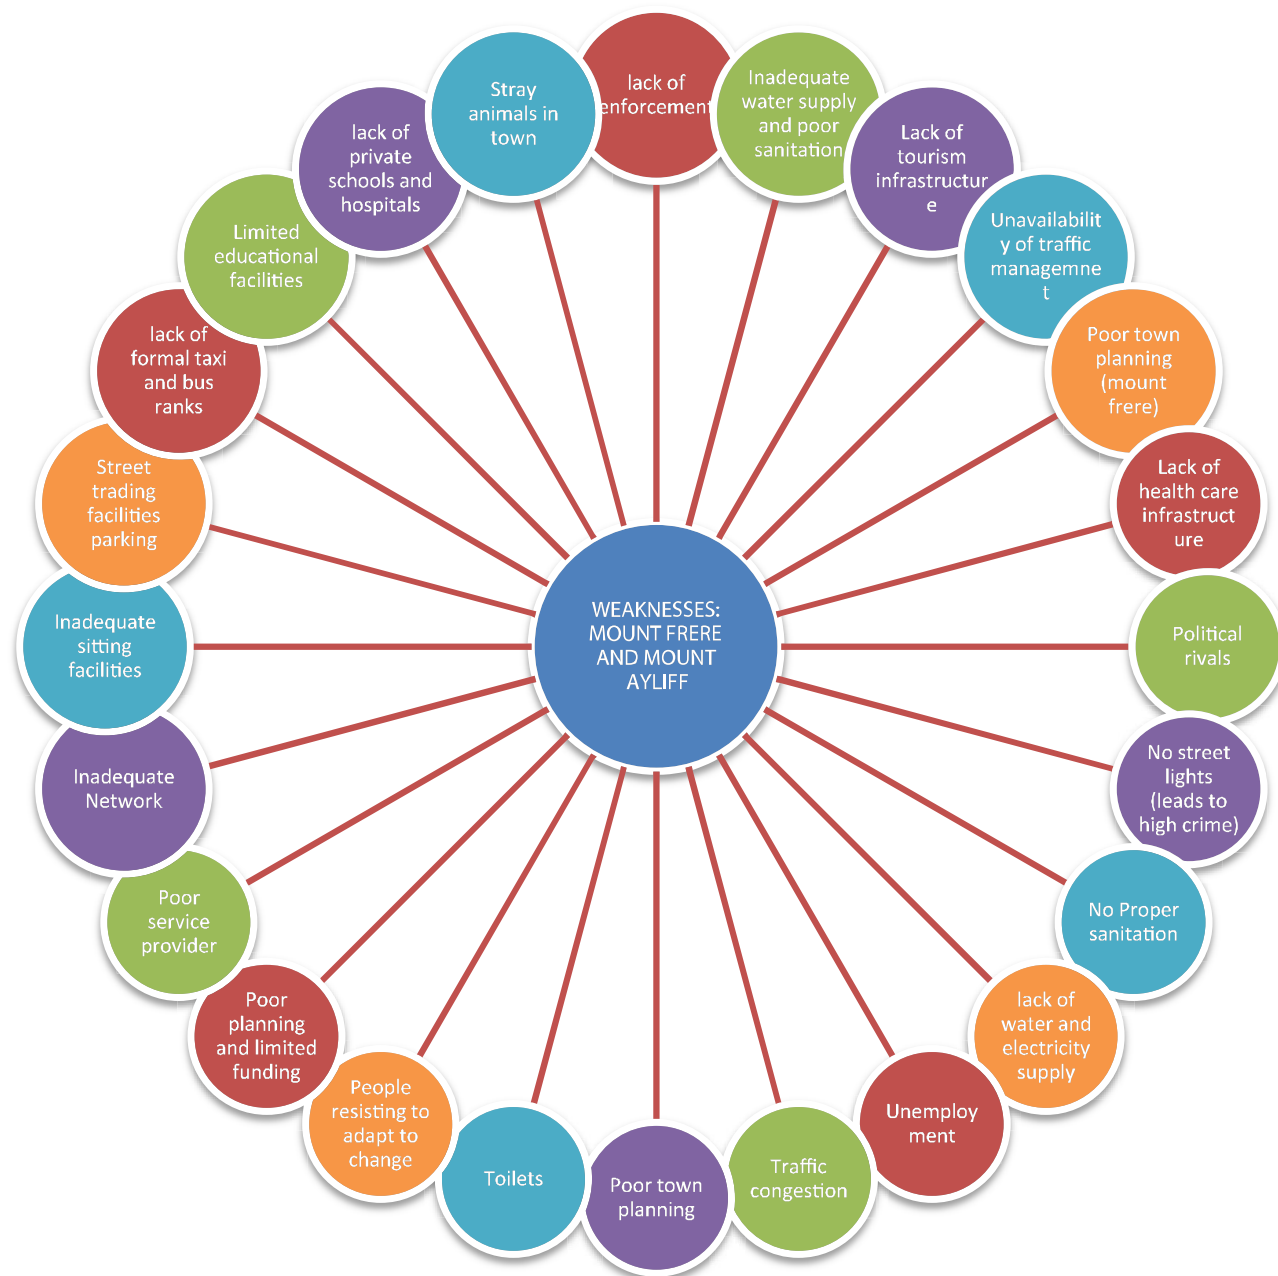 lack of
enforcement
Inadequate
water supply
and poor
sanitation
Lack of
tourism
infrastructur
e
Unavailabilit
y of traffic
managemne
t
Poor town
planning
(mount
frere)
Lack of
health care
infrastruct
ure
Political
rivals
No street
lights
(leads to
high crime)
No Proper
sanitation
lack of
water and
electricity
supply
Unemploy
ment
Traffic
congestion
Poor town
planning
Toilets
People
resisting to
adapt to
change
Poor
planning
and limited
funding
Poor
service
provider
Inadequate
Network
Inadequate
sitting
facilities
Street
trading
facilities
parking
lack of
formal taxi
and bus
ranks
Limited
educational
facilities
lack of
private
schools and
hospitals
Stray
animals in
town
WEAKNESSES:
MOUNT FRERE
AND MOUNT
AYLIFF